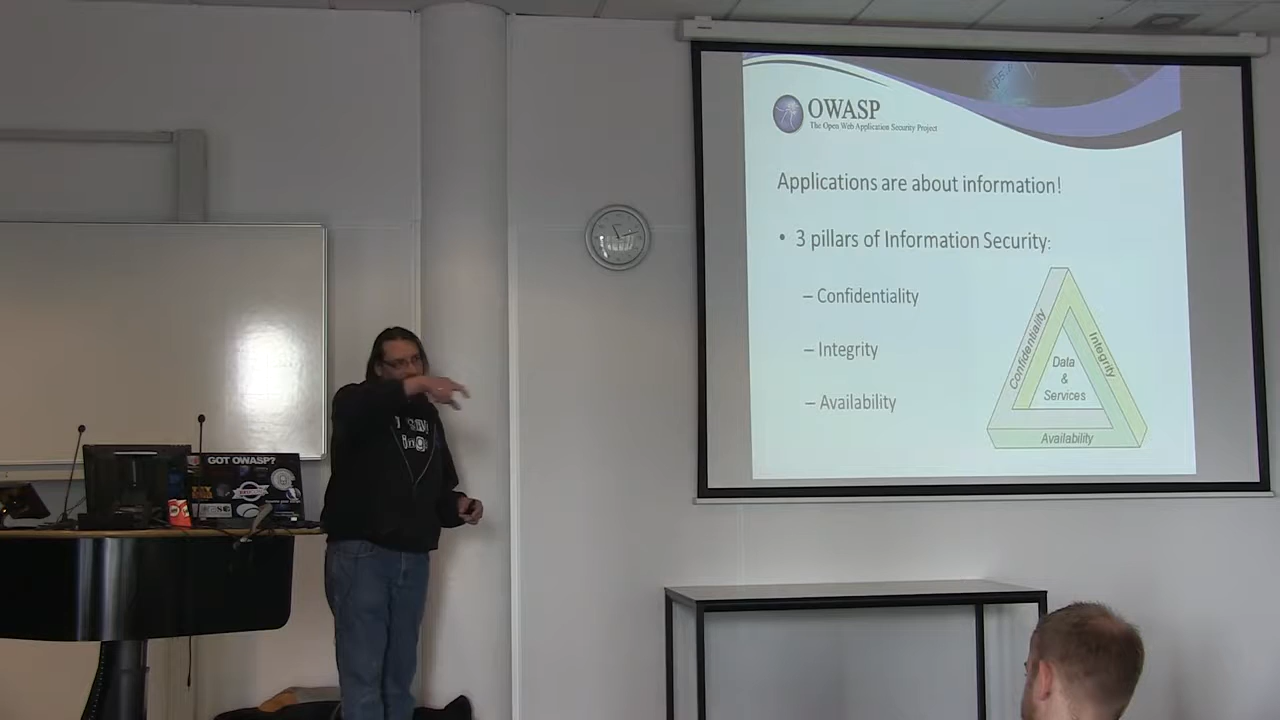 OWASP
The Open Web Application Security Project
Applications are about information!
• 3 pillars of Information Security:
– Confidentiality
– Integrity
– Availability
Confidentiality
Integrity
Data
&
Services
Availability
GOT OWASP?